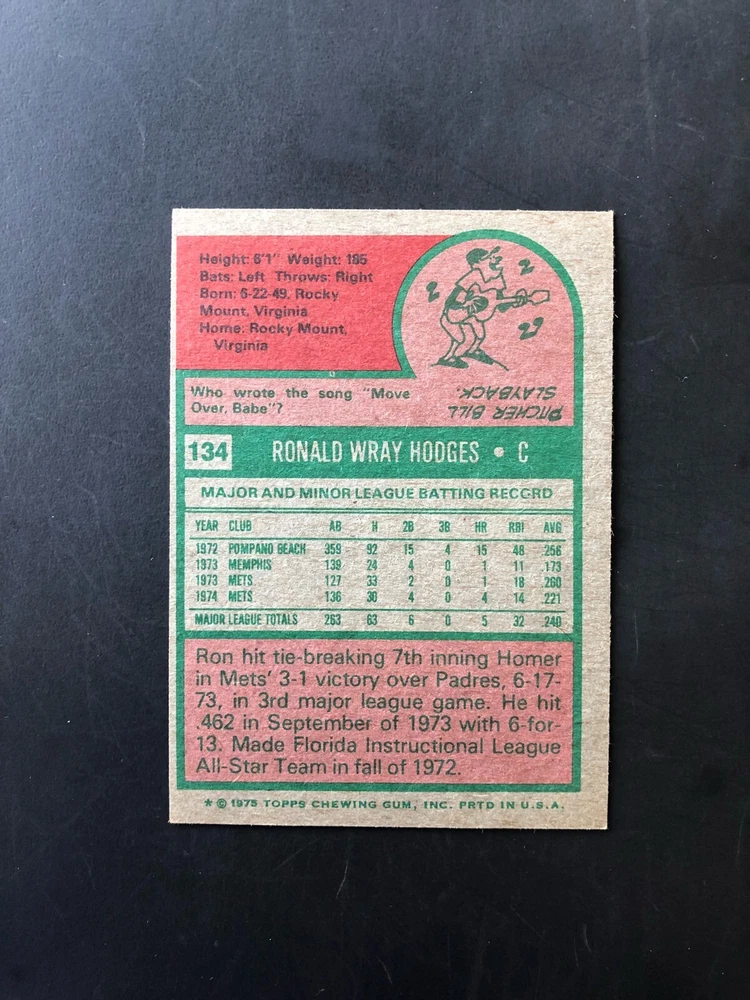 Height: 6'1" Weight: 185
Bats: Left Throws: Right
Born: 6-22-49, Rocky
Mount, Virginia
Home: Rocky Mount,
Virginia
Who wrote the song "Move
Over, Babe"?
PITCHER BILL
SLAYBACK.
134 RONALD WRAY HODGES • C
MAJOR AND MINOR LEAGUE BATTING RECORD
YEAR CLUB AB H 2B 3B HR RBI AVG
1972 POMPANO BEACH 359 92 15 4 15 48 .256
1973 MEMPHIS 139 24 4 0 1 11 .173
1973 METS 127 33 2 0 1 18 .260
1974 METS 136 30 4 0 4 14 .221
MAJOR LEAGUE TOTALS 263 63 6 0 5 32 .240
Ron hit tie-breaking 7th inning Homer
in Mets' 3-1 victory over Padres, 6-17-
73, in 3rd major league game. He hit
.462 in September of 1973 with 6-for-
13. Made Florida Instructional League
All-Star Team in fall of 1972.
* © 1975 TOPPS CHEWING GUM, INC. PRTD IN U.S.A.